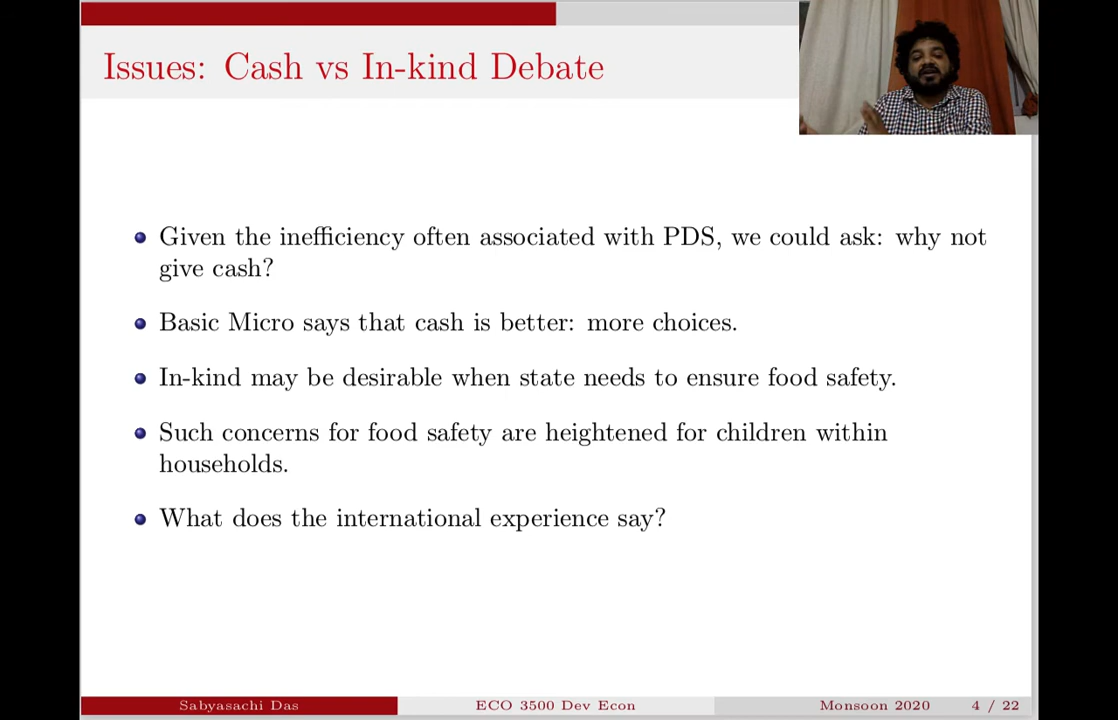 Issues: Cash vs In-kind Debate
Given the inefficiency often associated with PDS, we could ask: why not
give cash?
Basic Micro says that cash is better: more choices.
In-kind may be desirable when state needs to ensure food safety.
Such concerns for food safety are heightened for children within
households.
What does the international experience say?
Sabyasachi Das ECO 3500 Dev Econ Monsoon 2020 4 / 22